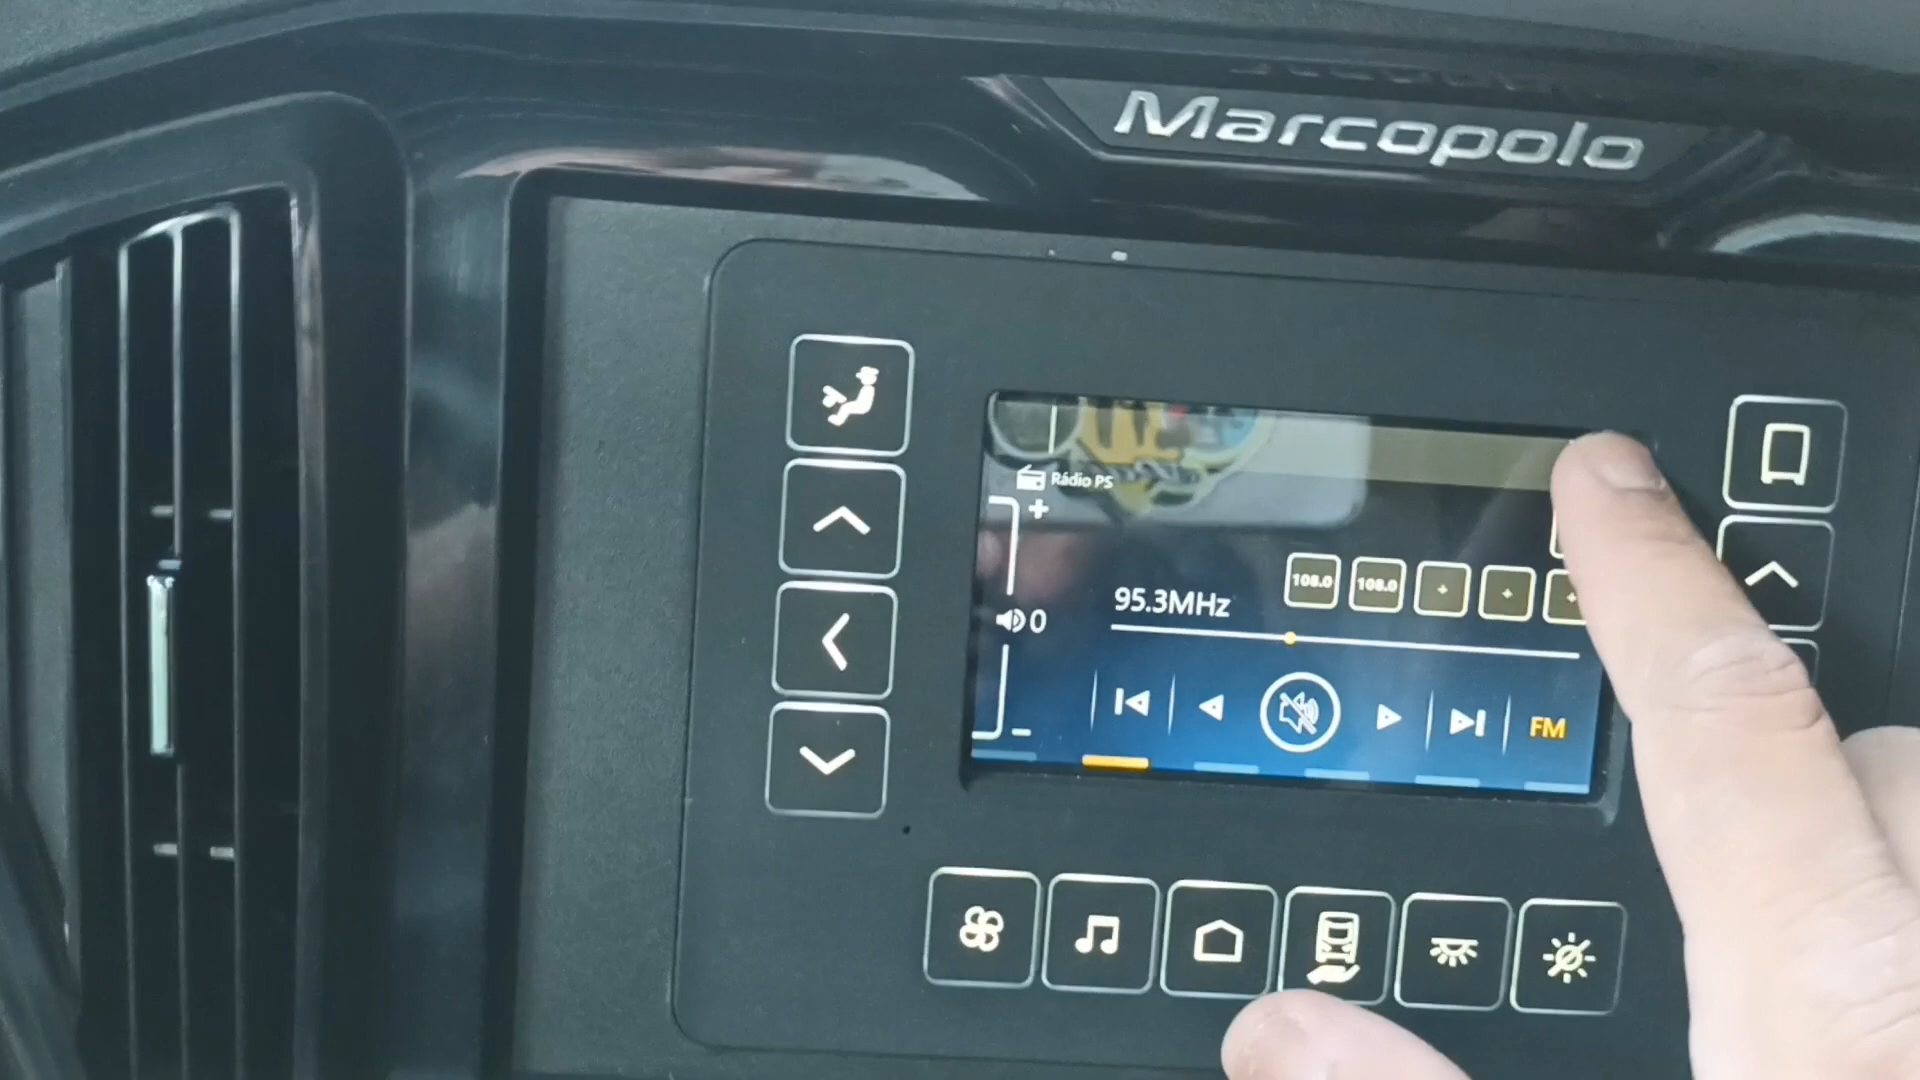 Marcopolo
Rádio PS
+
108.0 108.0 + + +
95.3MHz
0
-
FM